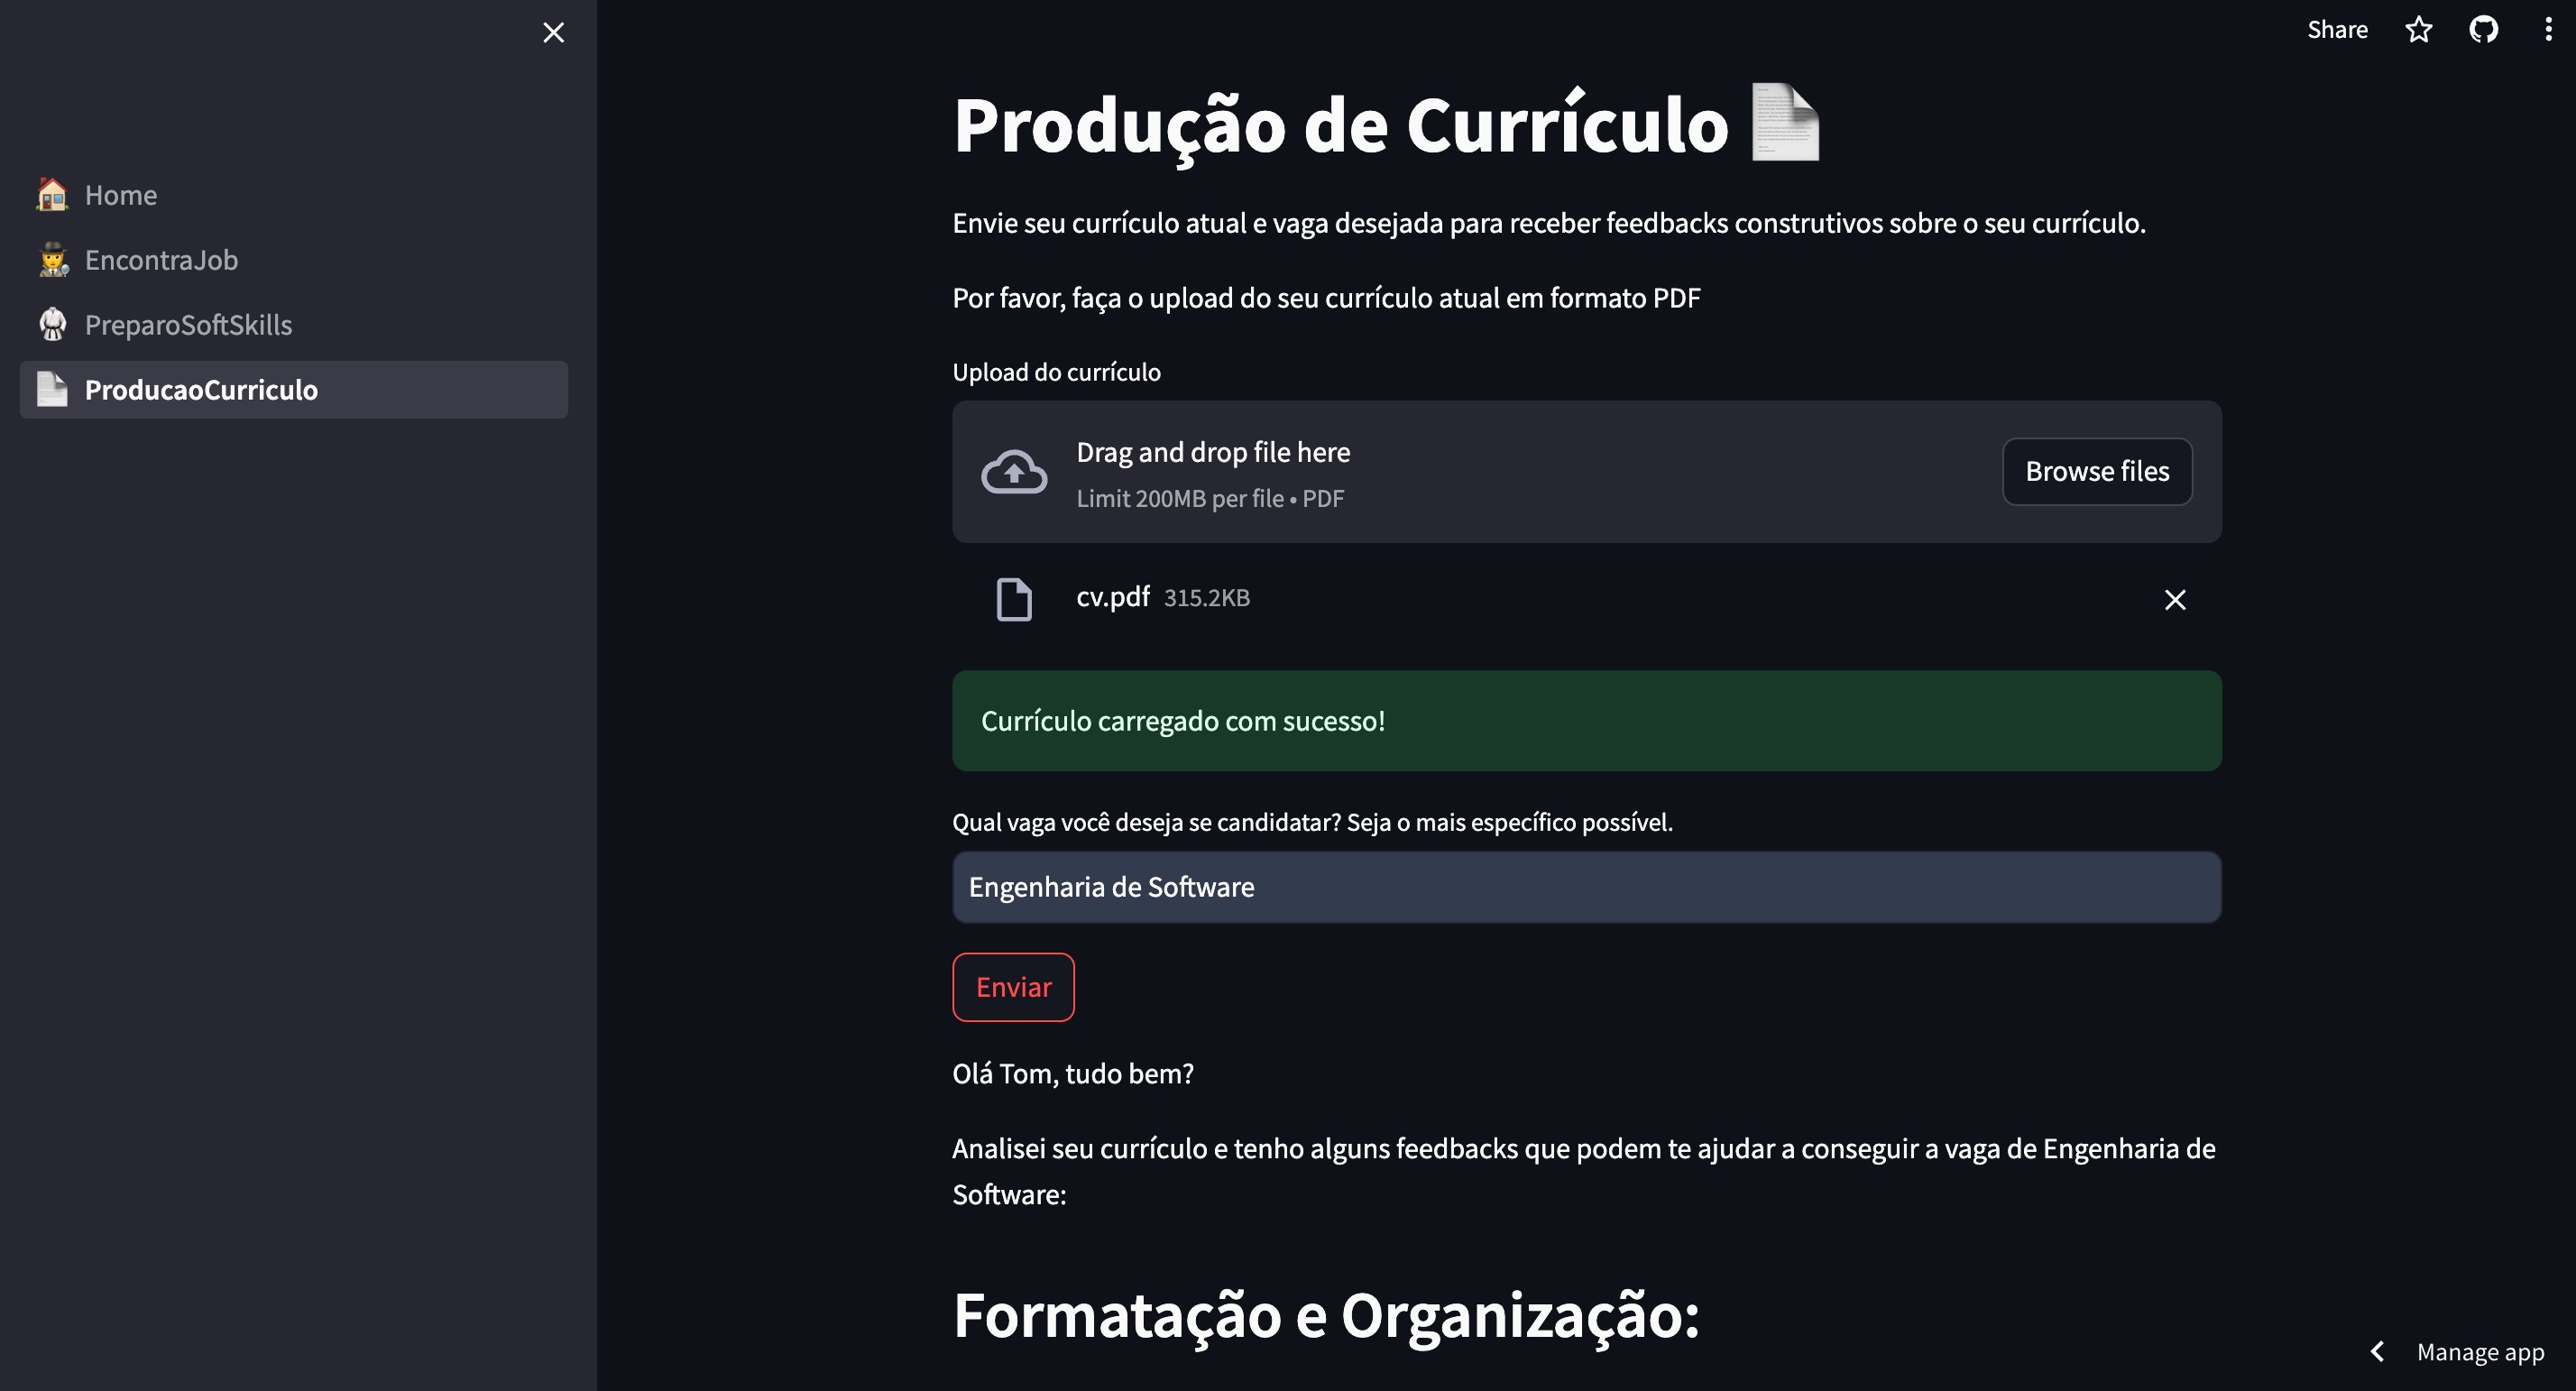 Share
Home
EncontraJob
PreparoSoftSkills
ProducaoCurriculo
Produção de Currículo
Envie seu currículo atual e vaga desejada para receber feedbacks construtivos sobre o seu currículo.
Por favor, faça o upload do seu currículo atual em formato PDF
Upload do currículo
Drag and drop file here
Limit 200MB per file • PDF
Browse files
cv.pdf 315.2KB
Currículo carregado com sucesso!
Qual vaga você deseja se candidatar? Seja o mais específico possível.
Engenharia de Software
Enviar
Olá Tom, tudo bem?
Analisei seu currículo e tenho alguns feedbacks que podem te ajudar a conseguir a vaga de Engenharia de
Software:
Formatação e Organização:
Manage app